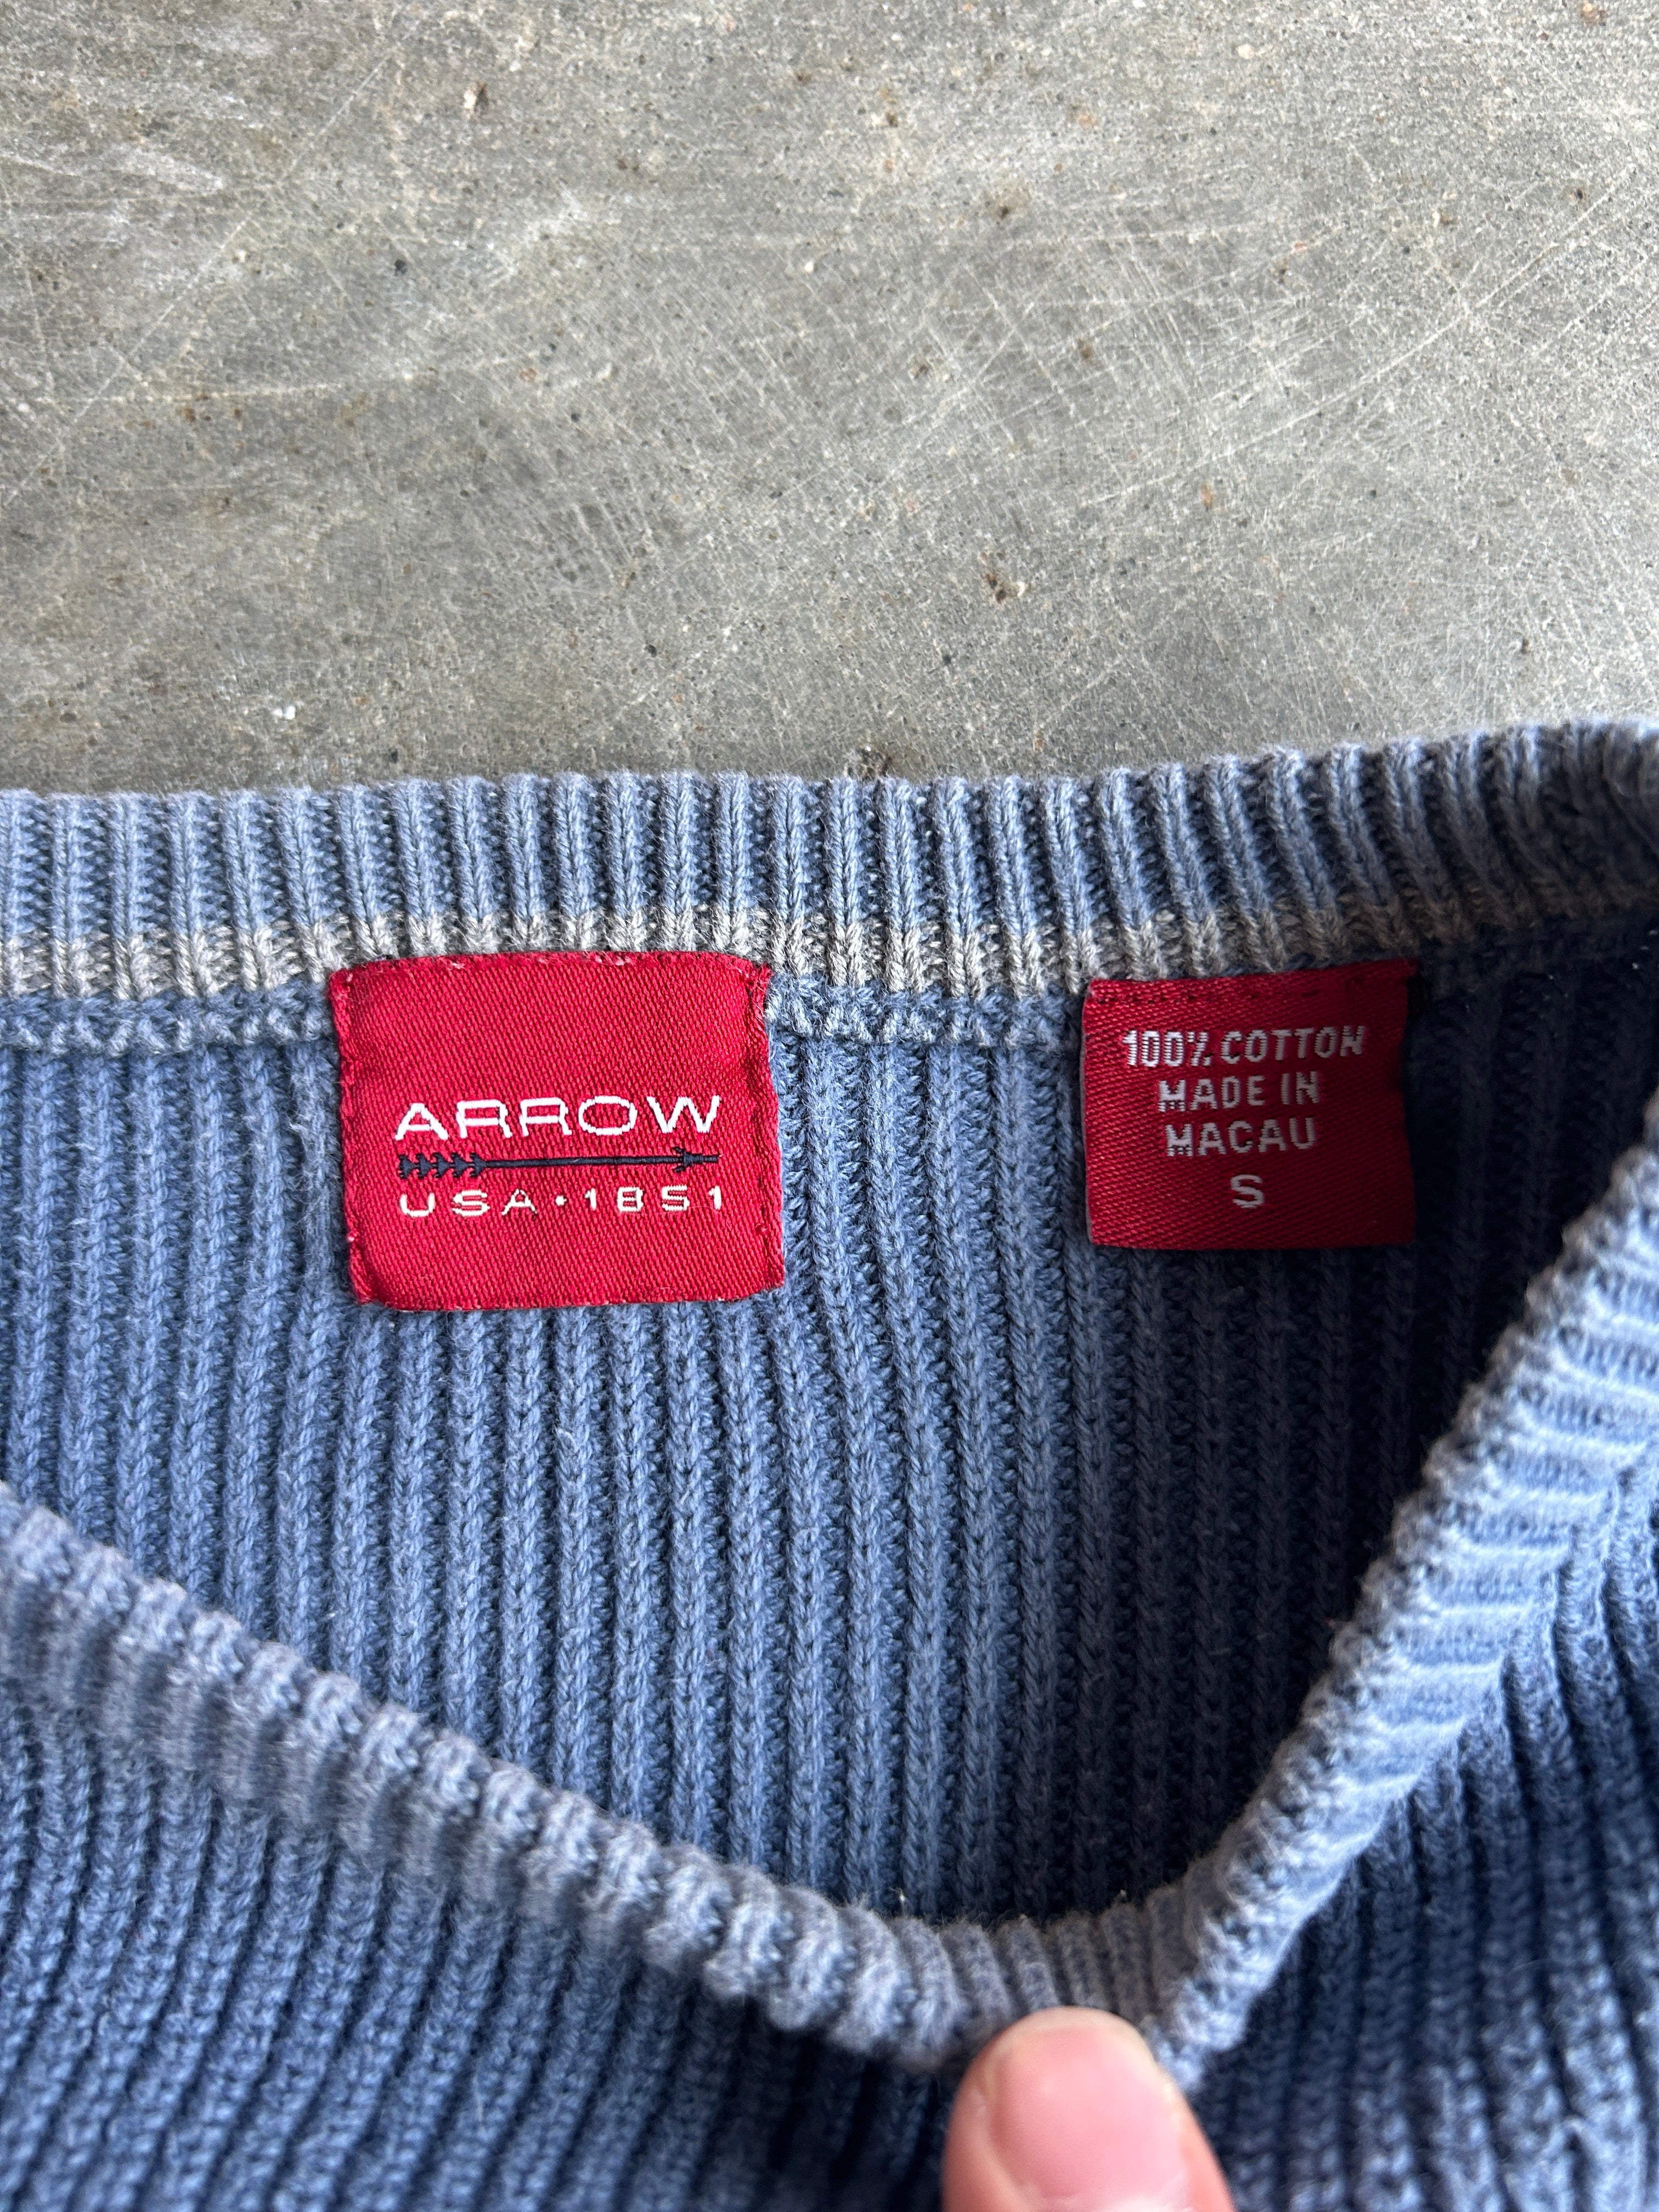 ARROW
USA·1851
100% COTTON
MADE IN
MACAU
S